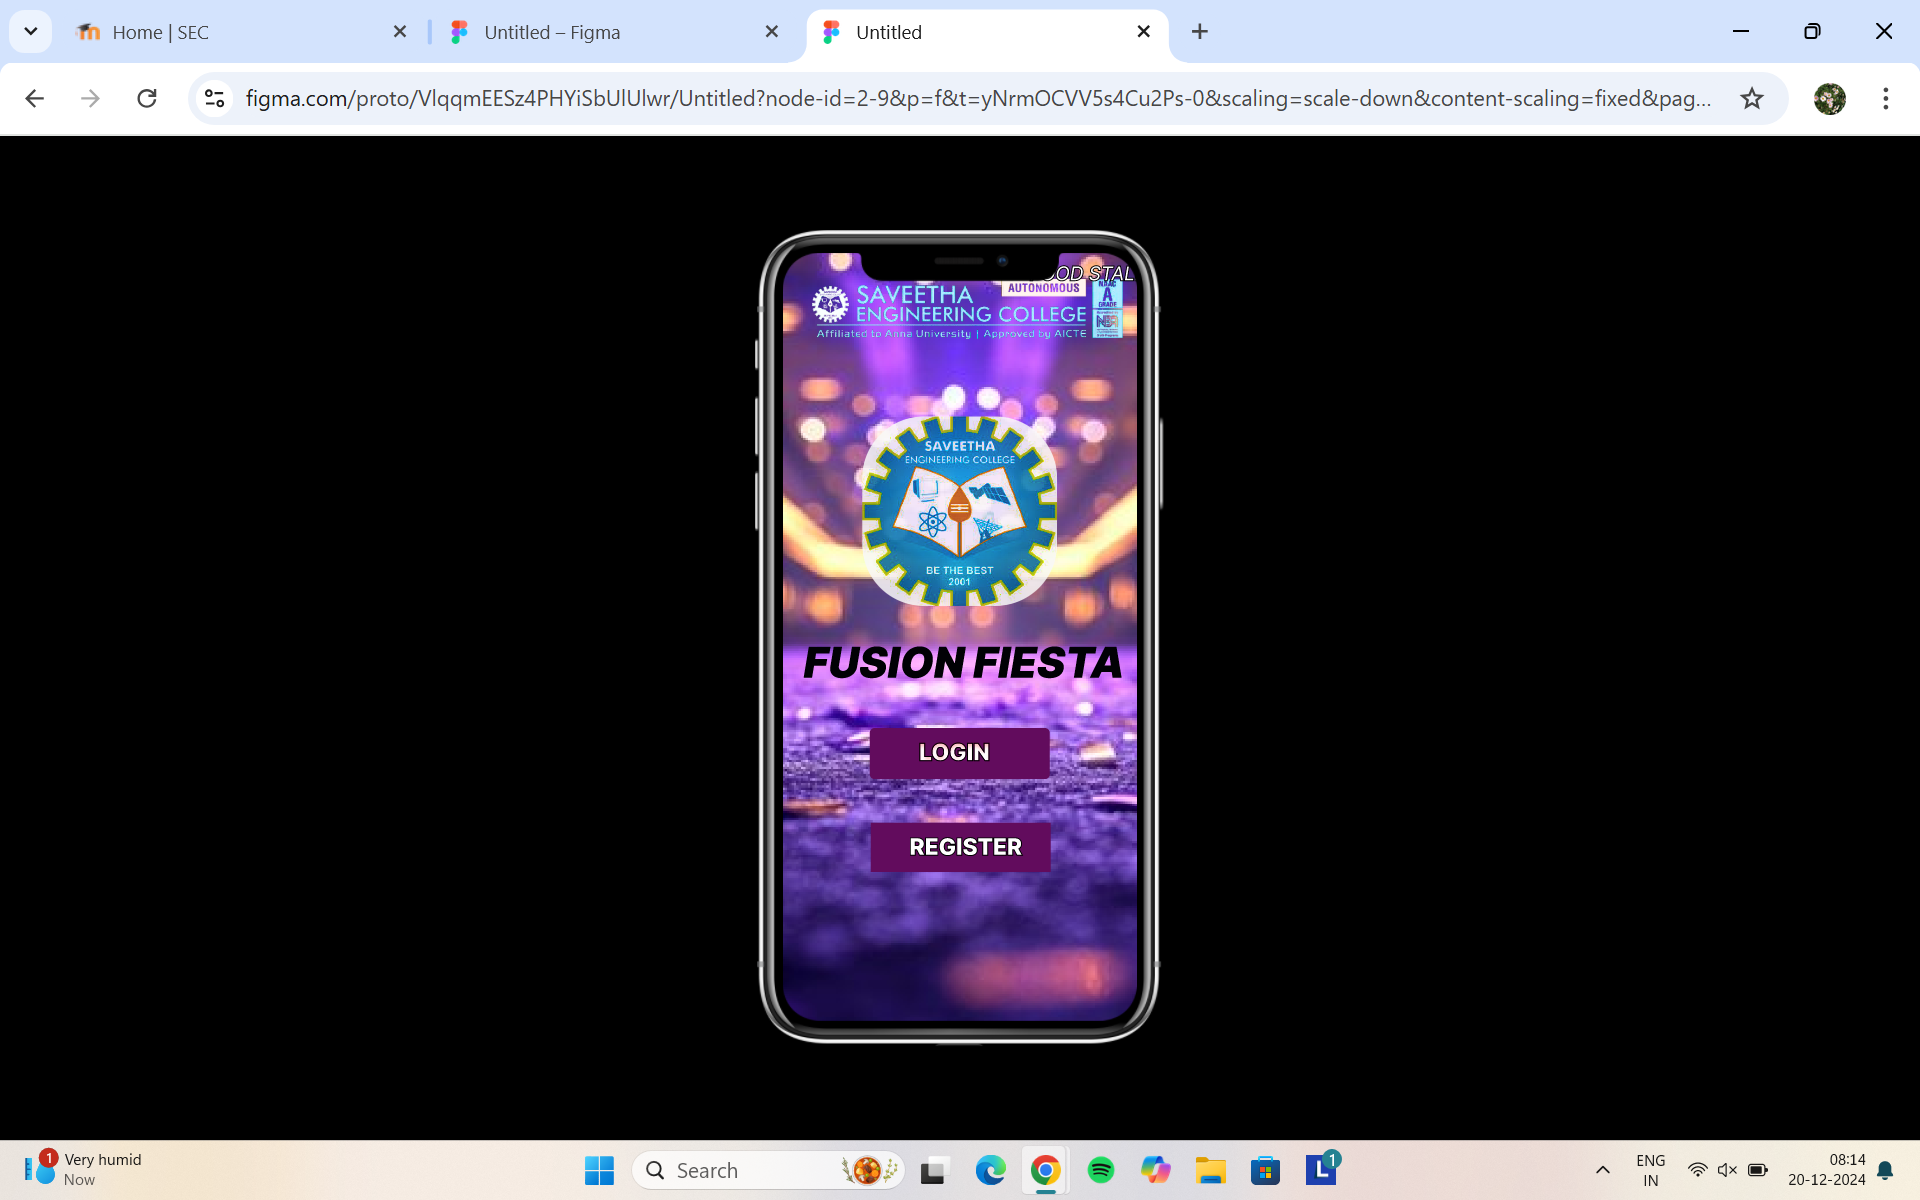 Home | SEC
Untitled – Figma
Untitled
figma.com/proto/VlqqmEESz4PHYiSbUlUlwr/Untitled?node-id=2-9&p=f&t=yNrmOCVV5s4Cu2Ps-0&scaling=scale-down&content-scaling=fixed&pag...
OOD STAL
AUTONOMOUS
SAVEETHA
ENGINEERING COLLEGE
Affiliated to Anna University | Approved by AICTE
NAAC
A
GRADE
SAVEETHA
ENGINEERING COLLEGE
BE THE BEST
2001
FUSION FIESTA
LOGIN
REGISTER
1
Very humid
Now
Search
L
1
ENG
IN
08:14
20-12-2024